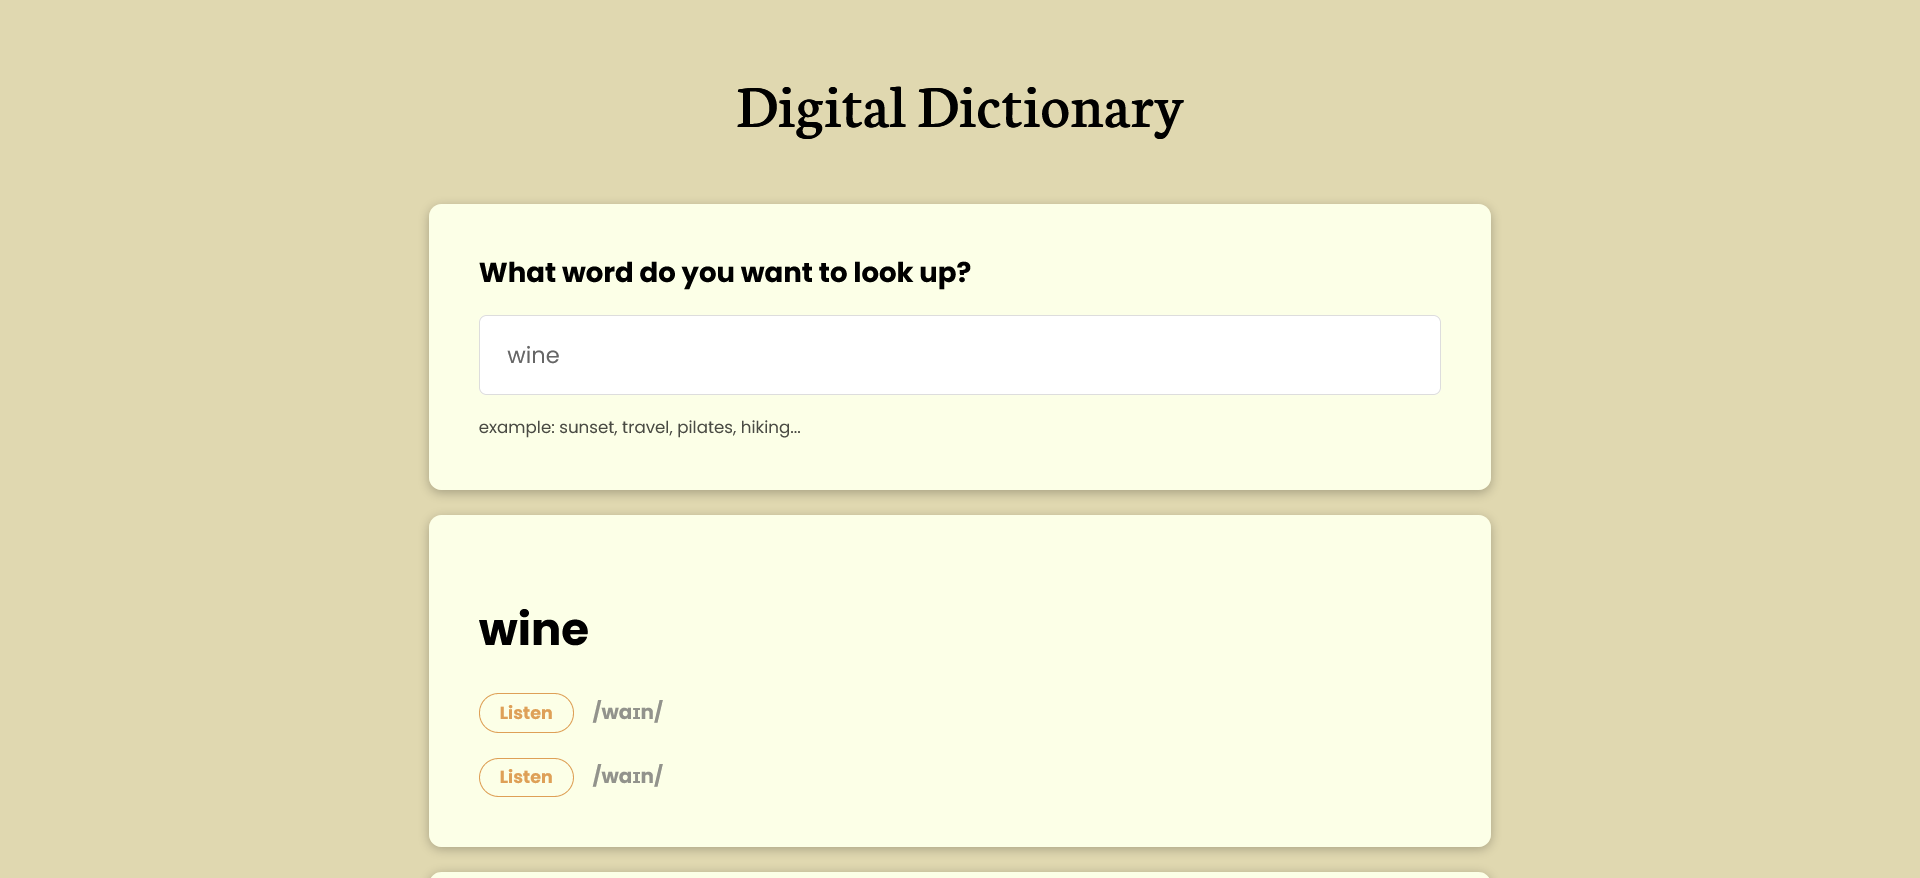 Digital Dictionary
What word do you want to look up?
wine
example: sunset, travel, pilates, hiking...
wine
Listen /waɪn/
Listen /waɪn/